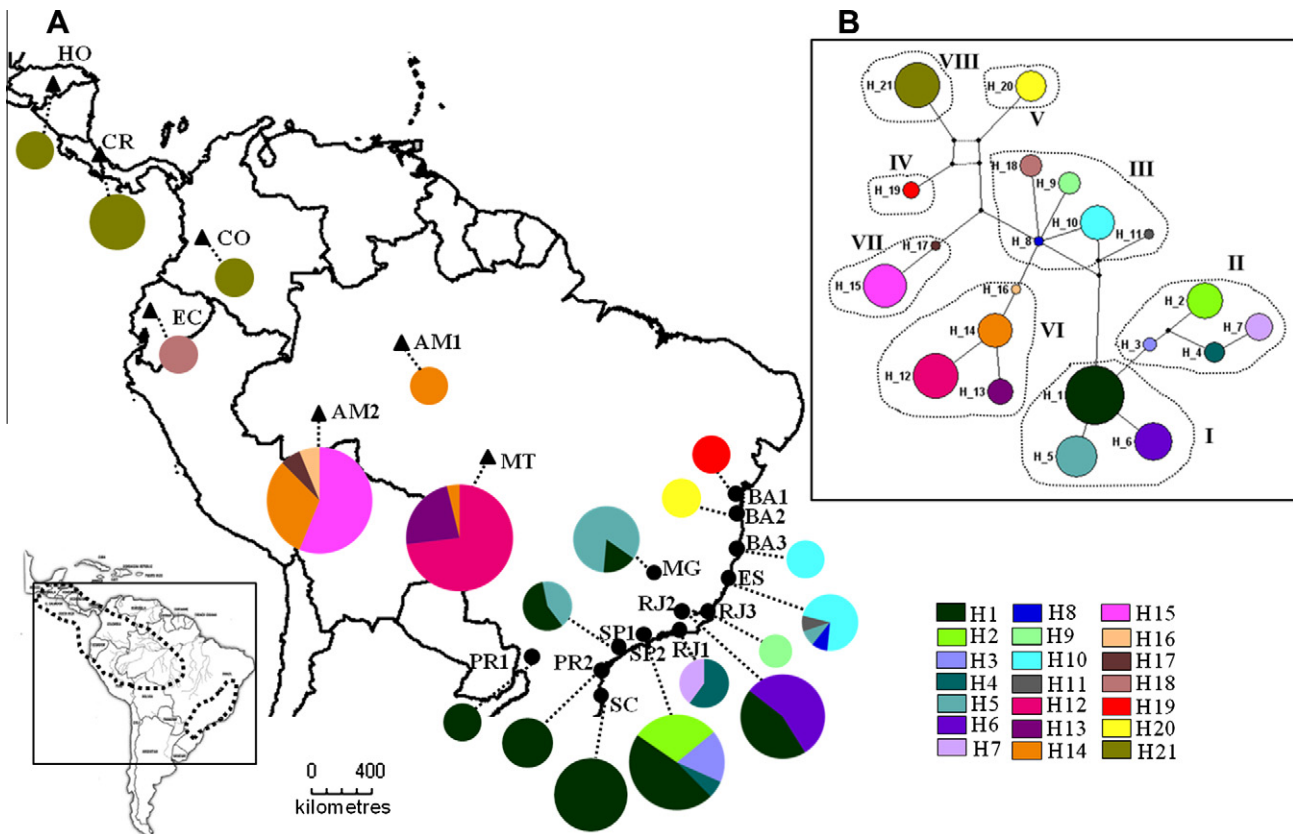 A
HO
CR
CO
EC
AM1
AM2
MT
BA1
BA2
BA3
MG
ES
RJ2
RJ3
SP1
RJ1
SP2
PR1
PR2
SC
0 400
kilometres
B
VIII
H_21
H_20
V
IV
H_19
H_18
III
H_9
H_10
H_8
H_11
VII
H_17
H_15
II
H_2
H_7
H_3
H_4
H_16
H_14
VI
H_12
H_13
H_1
H_6
I
H_5
H1 H8 H15
H2 H9 H16
H3 H10 H17
H4 H11 H18
H5 H12 H19
H6 H13 H20
H7 H14 H21